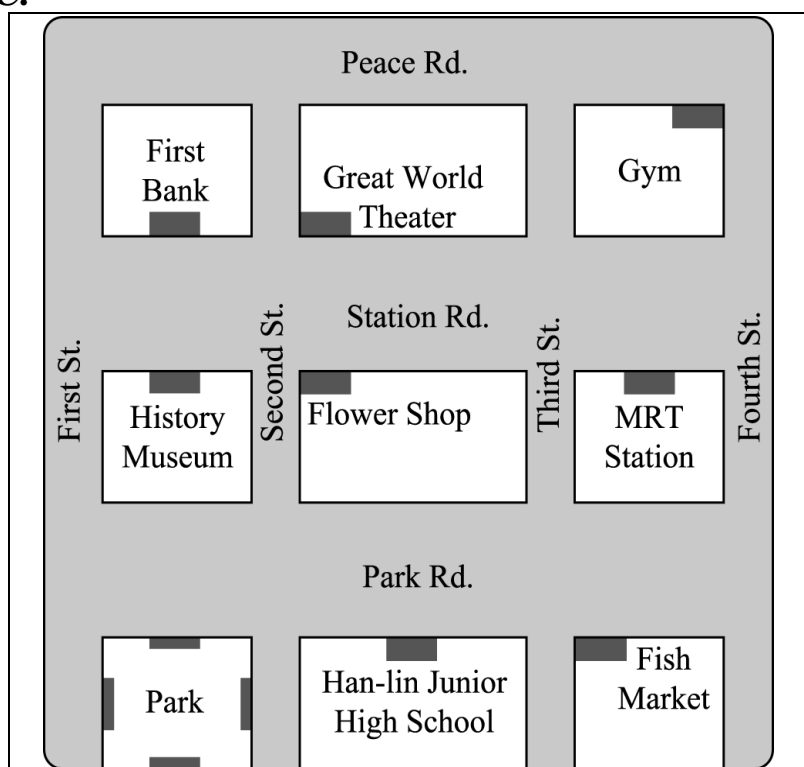 Peace Rd.
First
Bank
Great World
Theater
Gym
Station Rd.
First St.
Second St.
Third St.
Fourth St.
History
Museum
Flower Shop
MRT
Station
Park Rd.
Park
Han-lin Junior
High School
Fish
Market